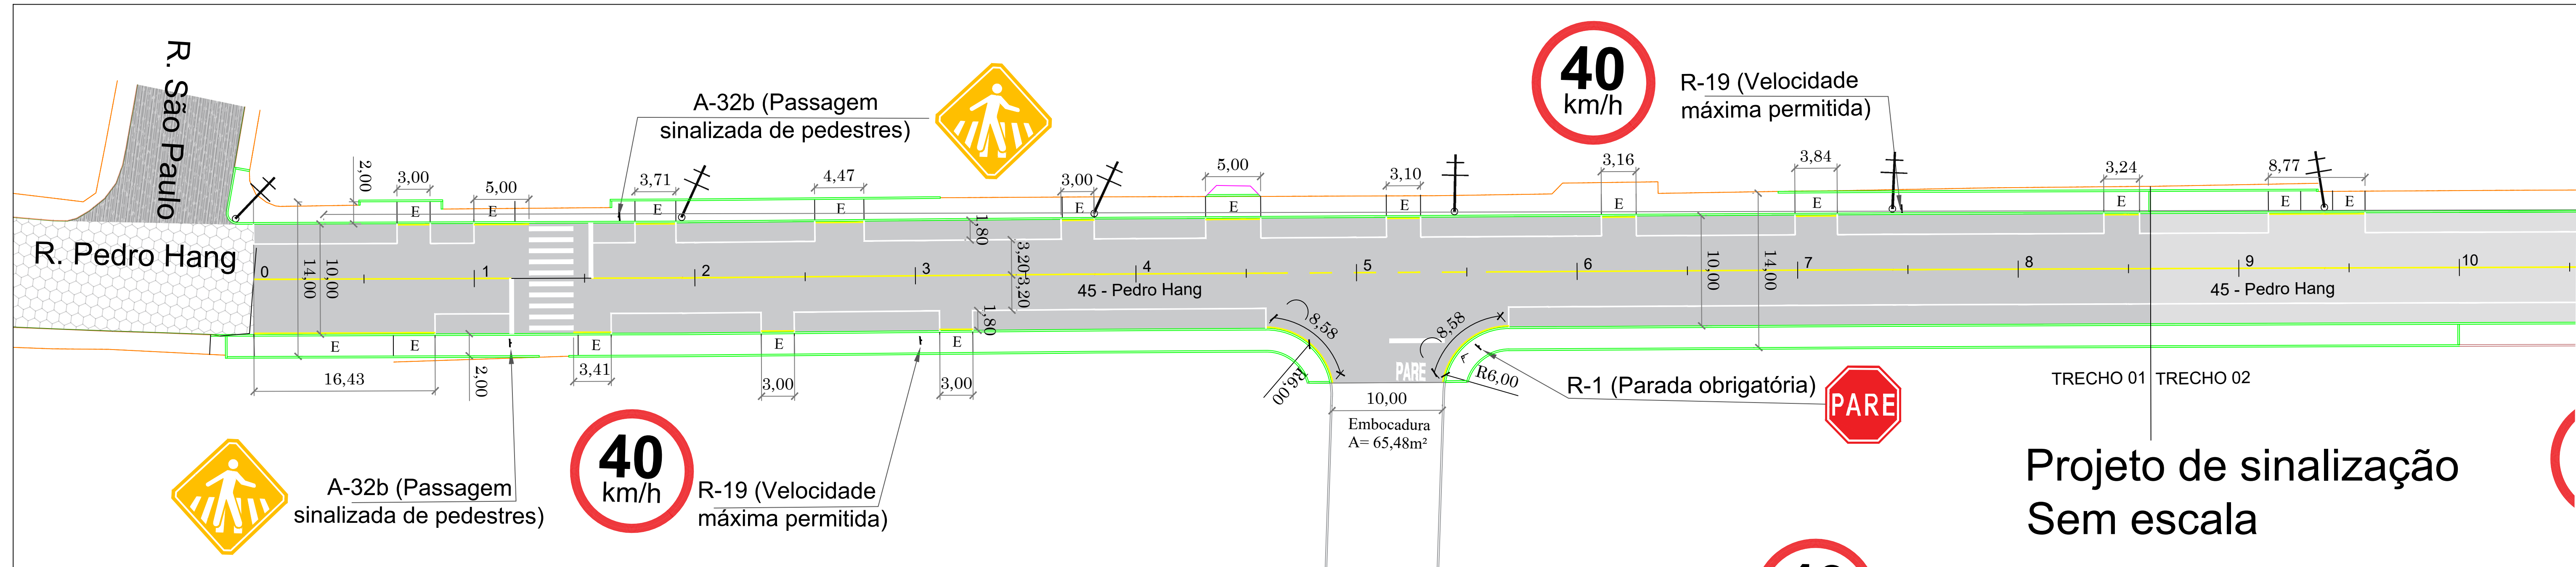 R. São Paulo
R. Pedro Hang
A-32b (Passagem
sinalizada de pedestres)
40
km/h
R-19 (Velocidade
máxima permitida)
2,00
3,00
5,00
3,71
4,47
3,00
5,00
3,10
3,16
3,84
3,24
8,77
E
E
E
E
E
E
E
E
E
E
E
E
14,00
10,00
1,80
3,20
3,20
1,80
10,00
14,00
0
1
2
3
4
5
6
7
8
9
10
45 - Pedro Hang
45 - Pedro Hang
E
E
E
E
E
16,43
2,00
3,41
3,00
3,00
8,58
8,58
R6,00
R6,00
PARE
10,00
Embocadura
A= 65,48m²
R-1 (Parada obrigatória)
PARE
TRECHO 01
TRECHO 02
A-32b (Passagem
sinalizada de pedestres)
40
km/h
R-19 (Velocidade
máxima permitida)
Projeto de sinalização
Sem escala